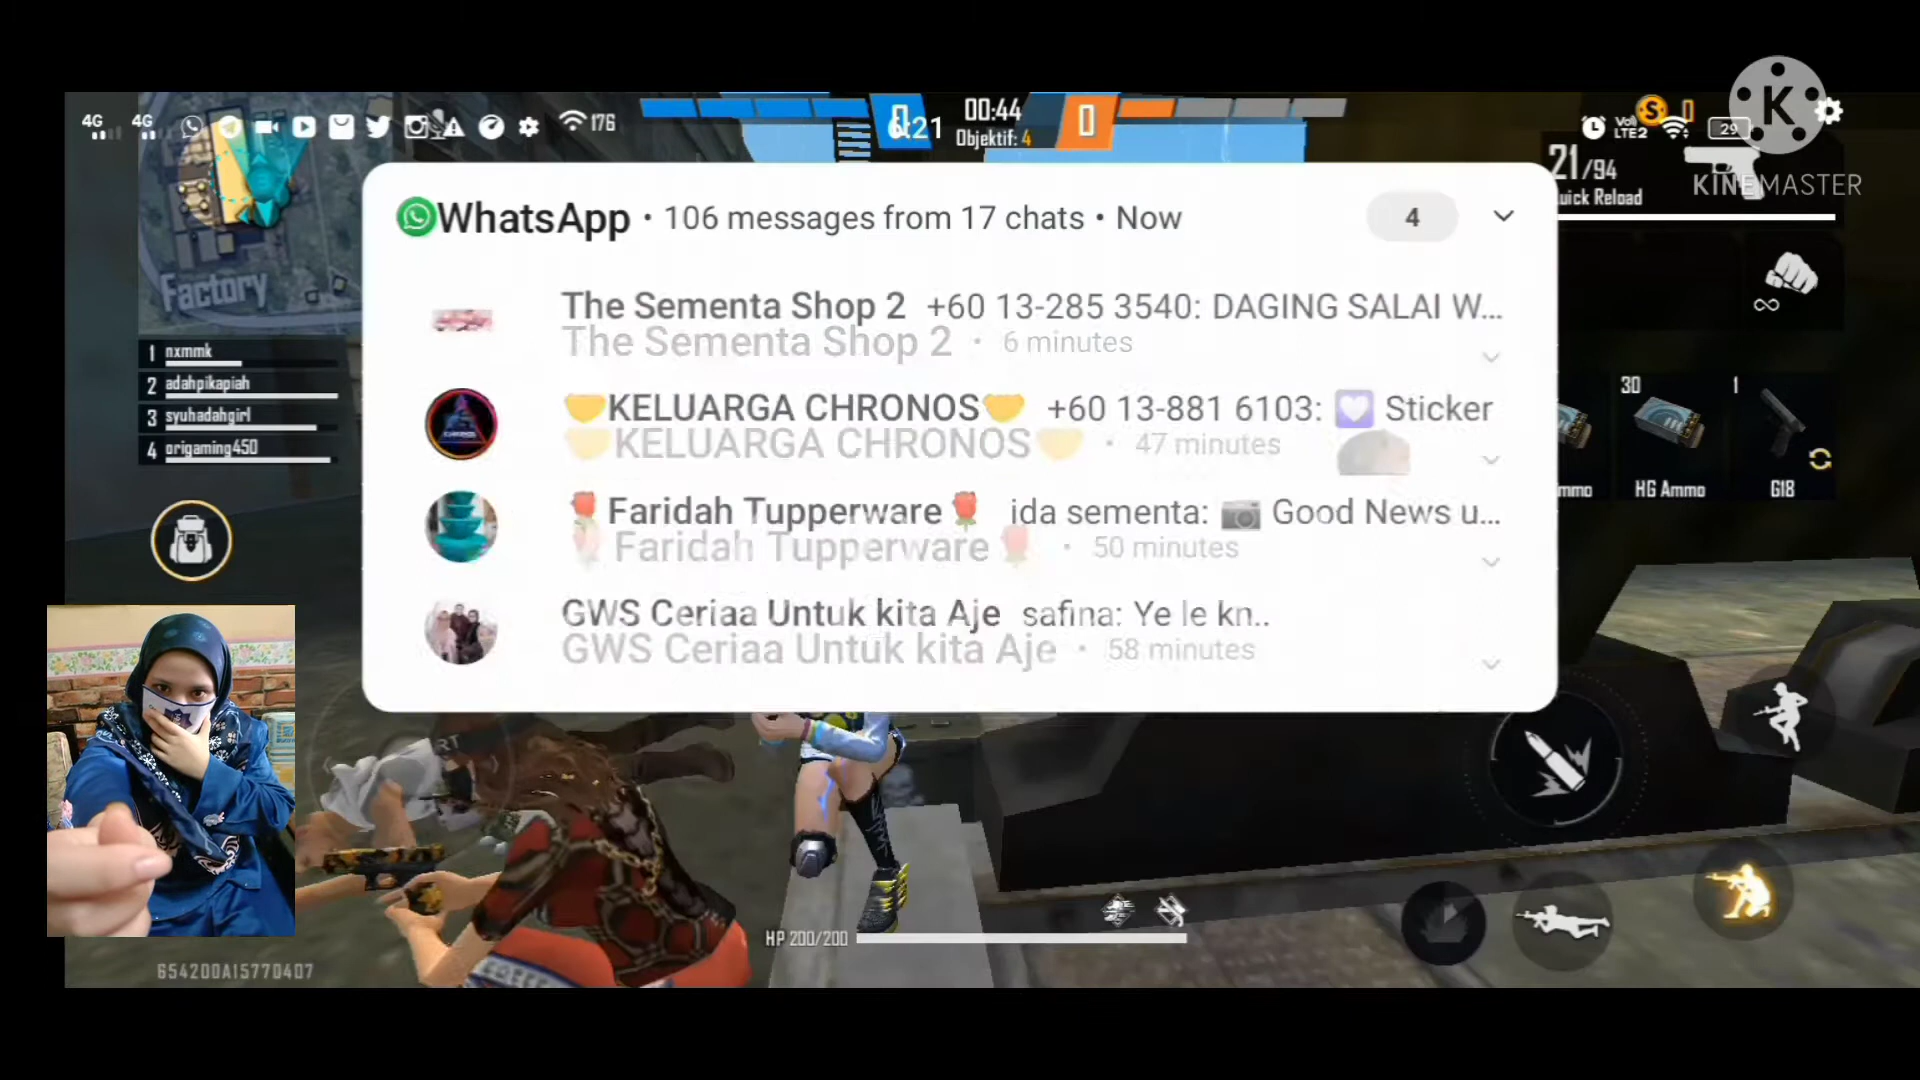 4G 4G 176 6:21 VoLTE2 29
00:44
0 0
Objektif: 4
21/94
uick Reload
KINEMASTER
Factory
1 nxmmk
2 adahpikapiah
3 syuhadahgirl
4 origaming450
WhatsApp • 106 messages from 17 chats • Now 4
The Sementa Shop 2 +60 13-285 3540: DAGING SALAI W...
The Sementa Shop 2 • 6 minutes
🤝KELUARGA CHRONOS🤝 +60 13-881 6103: 💟 Sticker
🤝KELUARGA CHRONOS🤝 • 47 minutes
🌹Faridah Tupperware🌹 ida sementa: 📷 Good News u...
🌹Faridah Tupperware🌹 • 50 minutes
GWS Ceriaa Untuk kita Aje safina: Ye le kn..
GWS Ceriaa Untuk kita Aje • 58 minutes
30 1
mmo HG Ammo G18
HP 200/200
654200A15770407